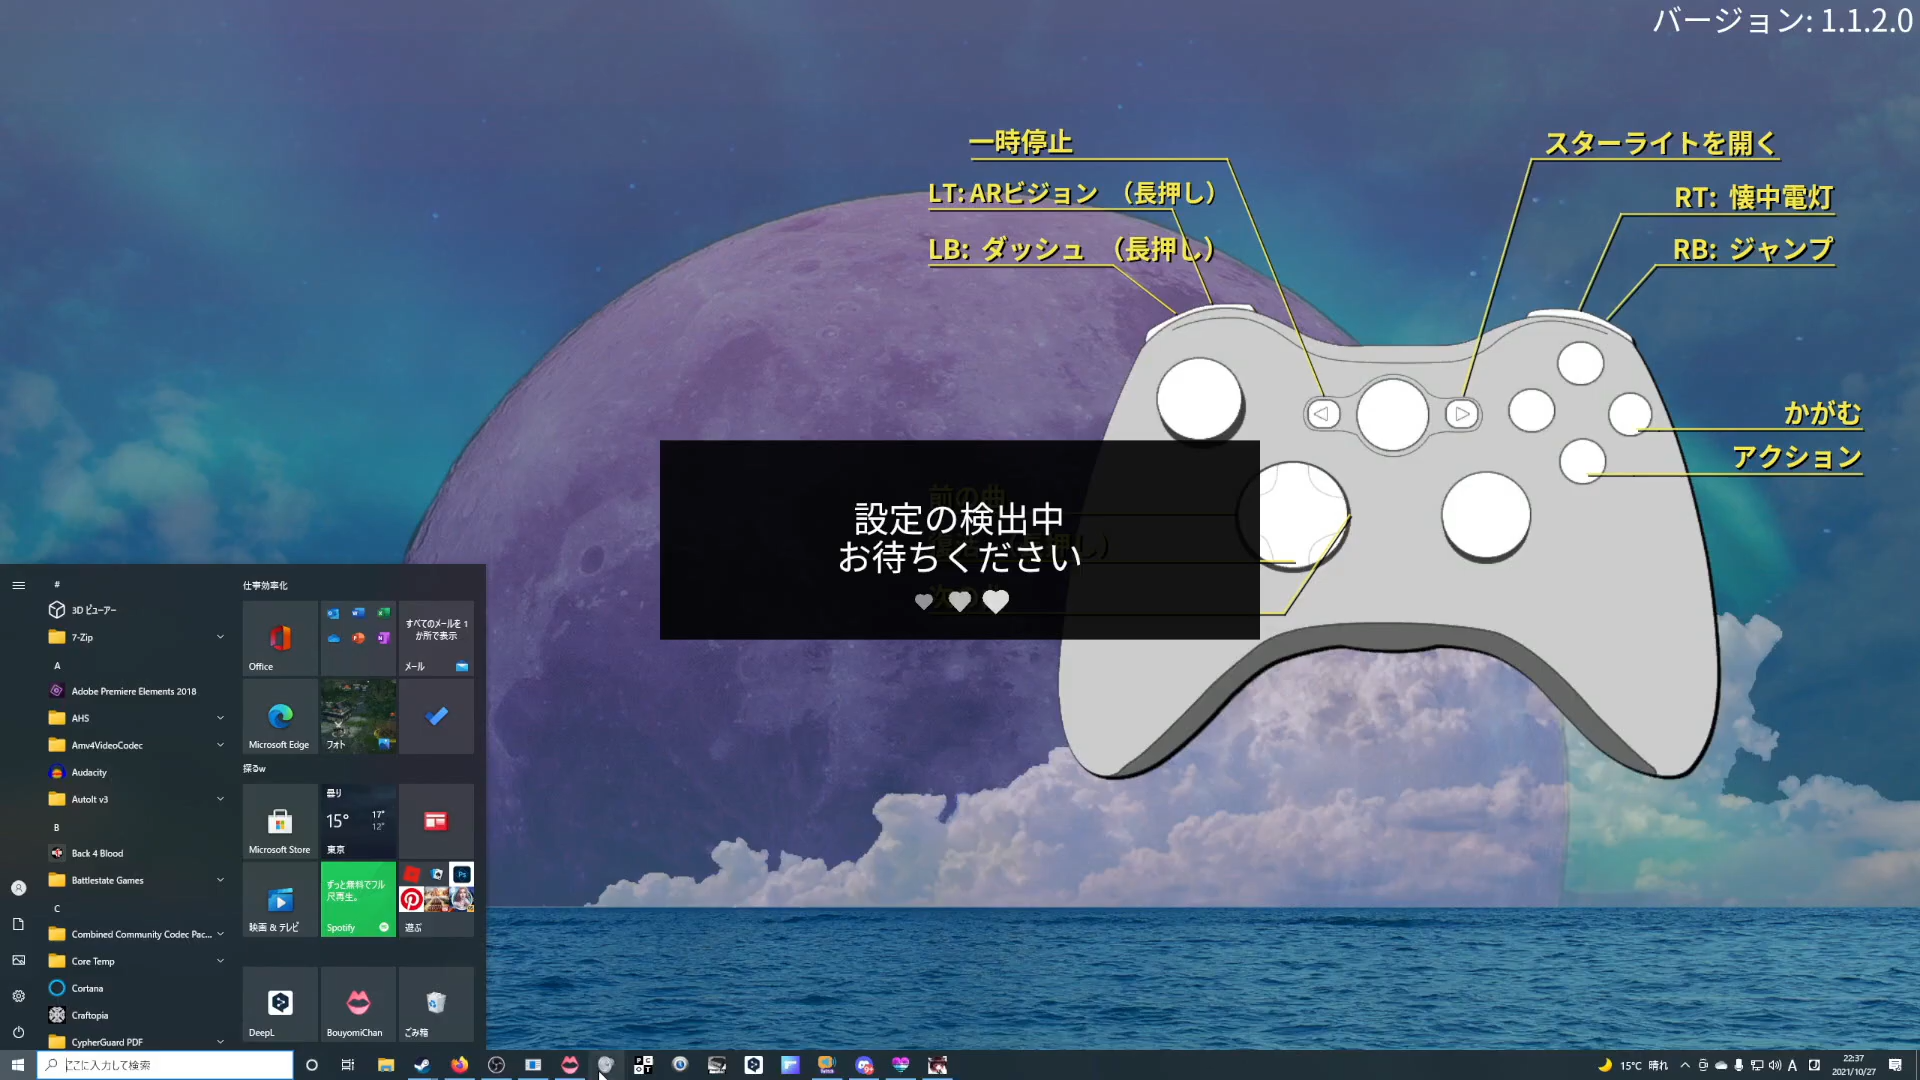 バージョン: 1.1.2.0
一時停止
スターライトを開く
LT: ARビジョン （長押し）
RT: 懐中電灯
LB: ダッシュ （長押し）
RB: ジャンプ
かがむ
アクション
前の曲
設定の検出中
お待ちください
#
3D ビューアー
7-Zip
A
Adobe Premiere Elements 2018
AHS
Amv4VideoCodec
Audacity
AutoIt v3
B
Back 4 Blood
Battlestate Games
C
Combined Community Codec Pac...
Core Temp
Cortana
Craftopia
CypherGuard PDF
仕事効率化
Office
すべてのメールを 1
か所で表示
メール
Microsoft Edge
フォト
探るw
Microsoft Store
曇り
15°
17°
12°
東京
映画 & テレビ
ずっと無料でフル
尺再生。
Spotify
Ps
遊ぶ
DeepL
BouyomiChan
ごみ箱
ここに入力して検索
15°C 晴れ
A
22:37
2021/10/27